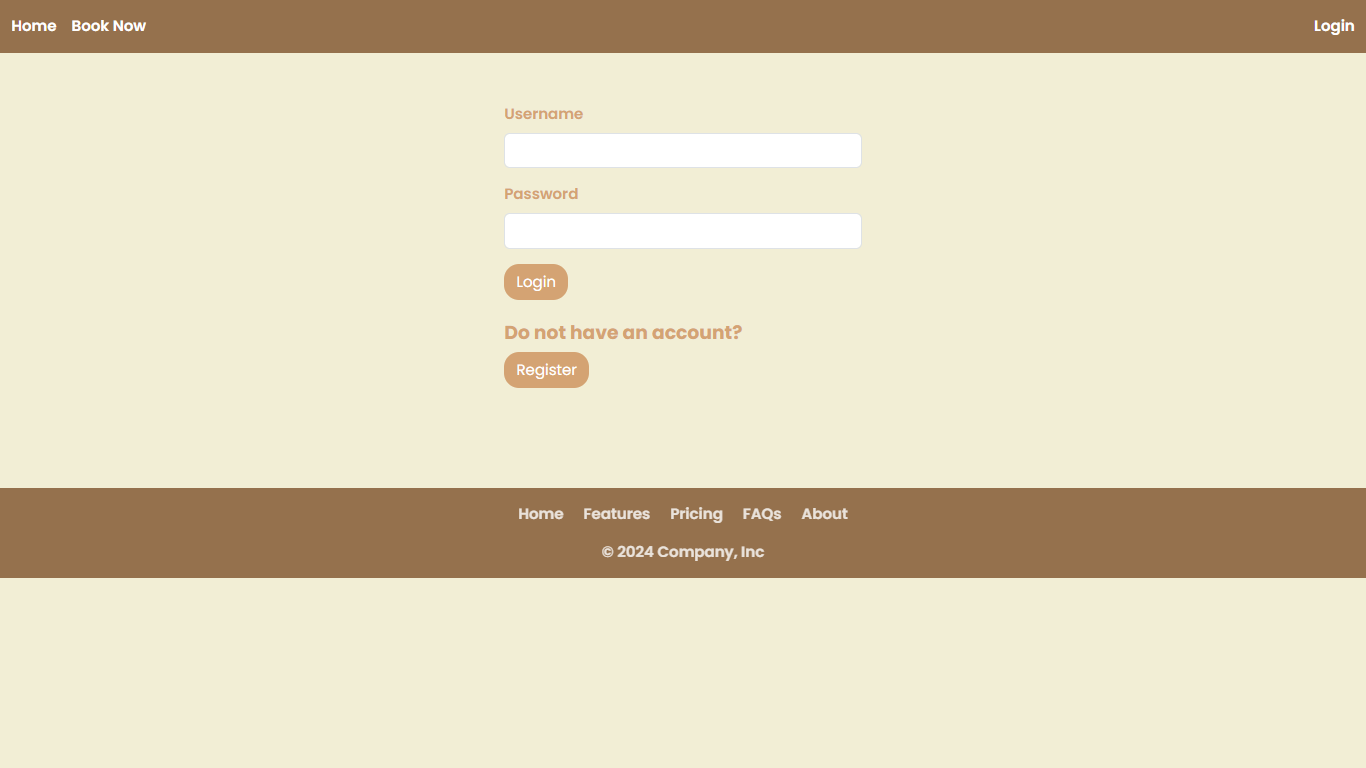 Home Book Now Login
Username
Password
Login
Do not have an account?
Register
Home Features Pricing FAQs About
© 2024 Company, Inc